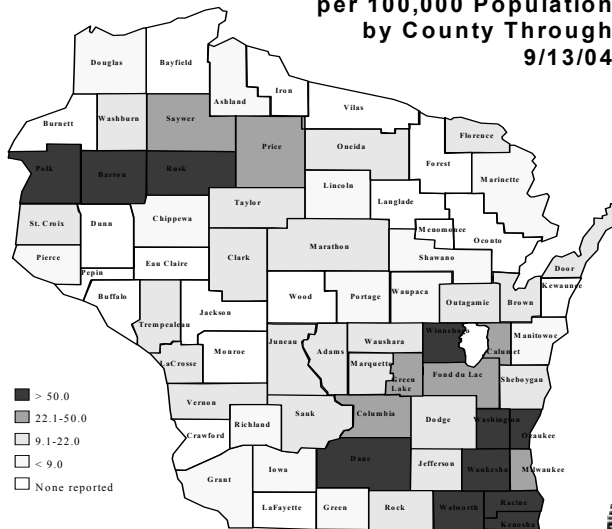 per 100,000 Population
by County Through
9/13/04
Douglas
Bayfield
Ashland
Iron
Vilas
Burnett
Washburn
Saywer
Price
Oneida
Florence
Forest
Marinette
Polk
Barron
Rusk
Lincoln
Langlade
Taylor
St. Croix
Dunn
Chippewa
Menomonee
Oconto
Marathon
Clark
Pierce
Pepin
Eau Claire
Shawano
Door
Kewaunee
Buffalo
Trempealeau
Jackson
Wood
Portage
Waupaca
Outagamie
Brown
Winnebago
Manitowoc
Calumet
Waushara
Monroe
Juneau
Adams
Marquette
Green
Lake
Fond du Lac
Sheboygan
LaCrosse
Vernon
Sauk
Columbia
Dodge
Washington
Ozaukee
Richland
Crawford
Dane
Jefferson
Waukesha
Milwaukee
Iowa
Grant
LaFayette
Green
Rock
Walworth
Racine
Kenosha
> 50.0
22.1-50.0
9.1-22.0
< 9.0
None reported